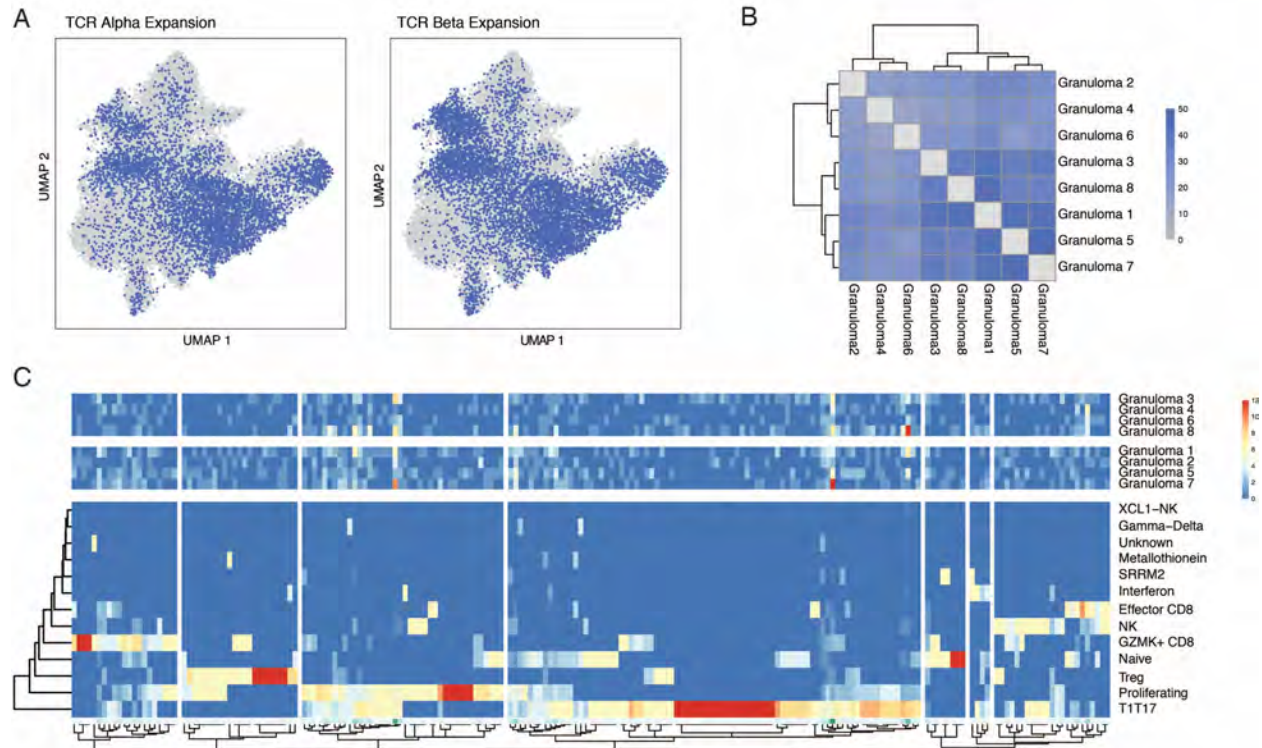 A
TCR Alpha Expansion
TCR Beta Expansion
UMAP 2
UMAP 1
UMAP 2
UMAP 1
B
Granuloma 2
Granuloma 4
Granuloma 6
Granuloma 3
Granuloma 8
Granuloma 1
Granuloma 5
Granuloma 7
Granuloma2
Granuloma4
Granuloma6
Granuloma3
Granuloma8
Granuloma1
Granuloma5
Granuloma7
50
40
30
20
10
0
C
Granuloma 3
Granuloma 4
Granuloma 6
Granuloma 8
Granuloma 1
Granuloma 2
Granuloma 5
Granuloma 7
XCL1-NK
Gamma-Delta
Unknown
Metallothionein
SRRM2
Interferon
Effector CD8
NK
GZMK+ CD8
Naive
Treg
Proliferating
T1T17
8
6
4
2
0